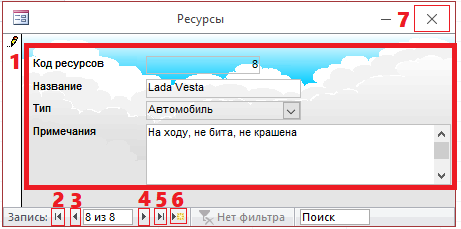 Ресурсы
7
1
Код ресурсов 8
Название Lada Vesta
Тип Автомобиль
Примечания На ходу, не бита, не крашена
2 3 4 5 6
Запись: 8 из 8 Нет фильтра Поиск